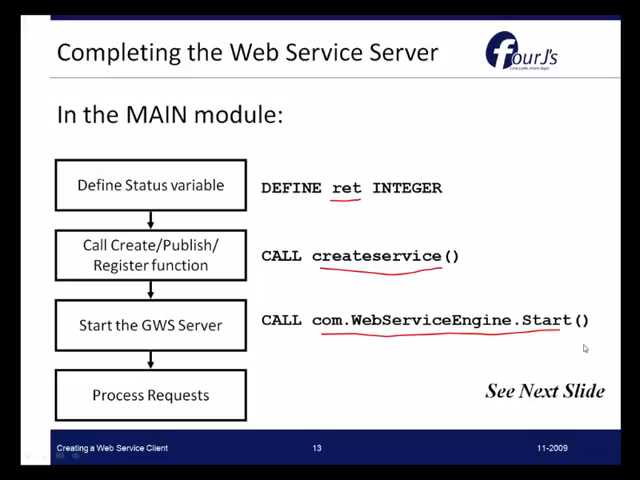 Completing the Web Service Server
fourJ's
In the MAIN module:
Define Status variable
DEFINE ret INTEGER
Call Create/Publish/
Register function
CALL createservice()
Start the GWS Server
CALL com.WebServiceEngine.Start()
Process Requests
See Next Slide
Creating a Web Service Client
13
11-2009